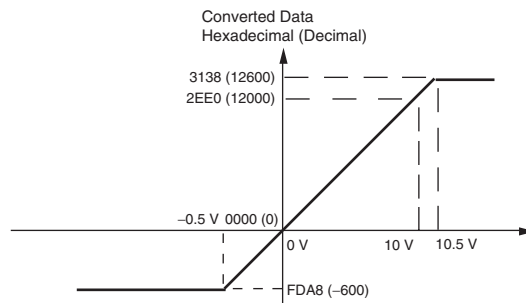 Converted Data
Hexadecimal (Decimal)
3138 (12600)
2EE0 (12000)
−0.5 V 0000 (0)
0 V
10 V
10.5 V
FDA8 (−600)